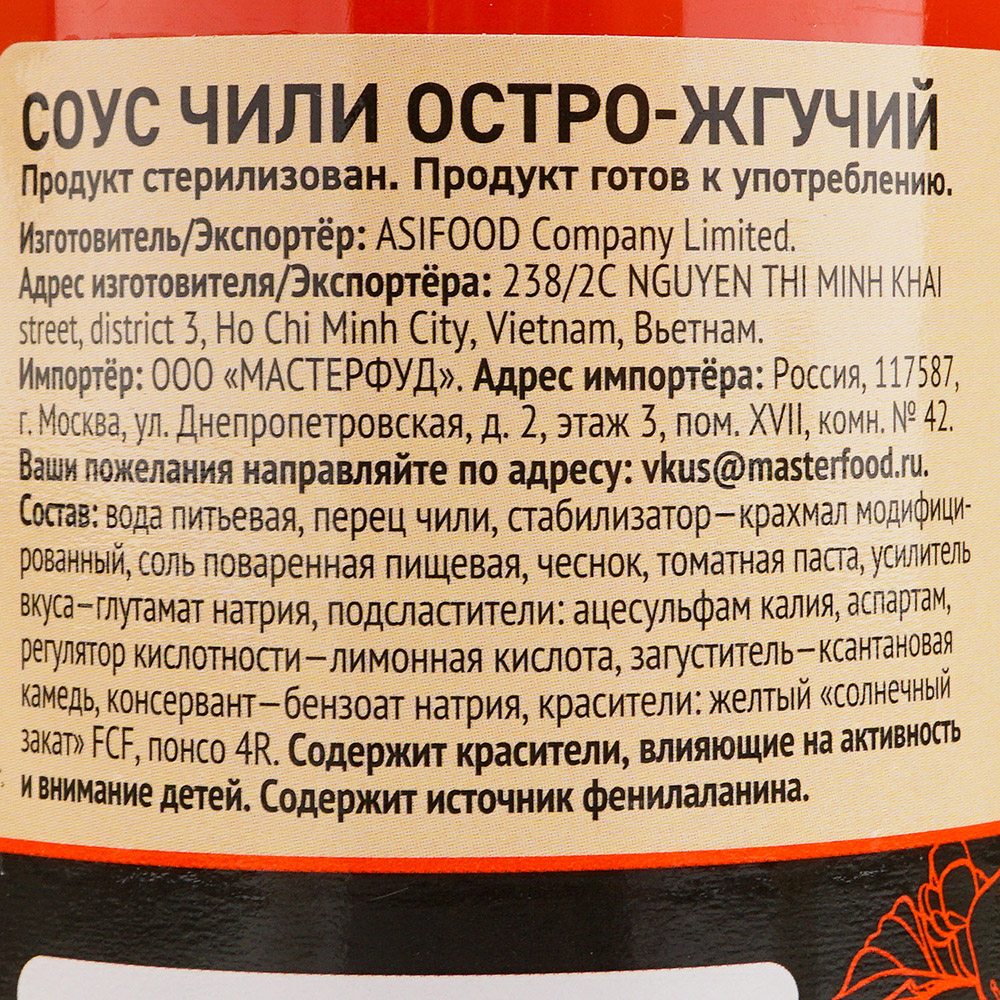 СОУС ЧИЛИ ОСТРО-ЖГУЧИЙ
Продукт стерилизован. Продукт готов к употреблению.
Изготовитель/Экспортёр: ASIFOOD Company Limited.
Адрес изготовителя/Экспортёра: 238/2C NGUYEN THI MINH KHAI
street, district 3, Ho Chi Minh City, Vietnam, Вьетнам.
Импортёр: ООО «МАСТЕРФУД». Адрес импортёра: Россия, 117587,
г. Москва, ул. Днепропетровская, д. 2, этаж 3, пом. XVII, комн. № 42.
Ваши пожелания направляйте по адресу: vkus@masterfood.ru.
Состав: вода питьевая, перец чили, стабилизатор–крахмал модифици-
рованный, соль поваренная пищевая, чеснок, томатная паста, усилитель
вкуса–глутамат натрия, подсластители: ацесульфам калия, аспартам,
регулятор кислотности–лимонная кислота, загуститель–ксантановая
камедь, консервант–бензоат натрия, красители: желтый «солнечный
закат» FCF, понсо 4R. Содержит красители, влияющие на активность
и внимание детей. Содержит источник фенилаланина.